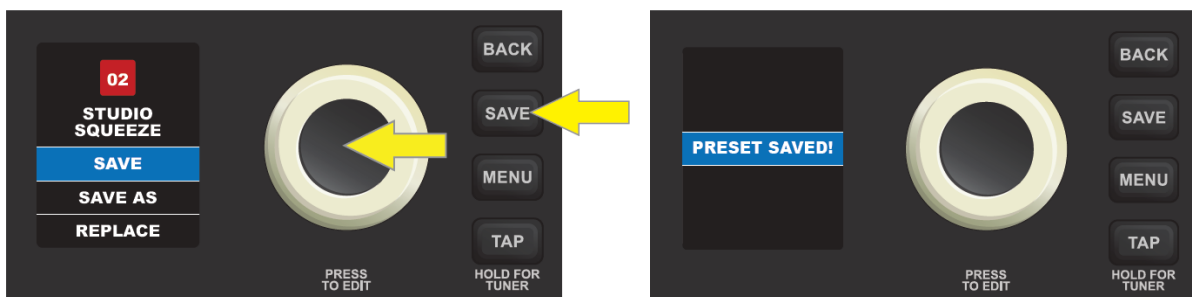 02
STUDIO
SQUEEZE
SAVE
SAVE AS
REPLACE
PRESS
TO EDIT
BACK
SAVE
MENU
TAP
HOLD FOR
TUNER
PRESET SAVED!
PRESS
TO EDIT
BACK
SAVE
MENU
TAP
HOLD FOR
TUNER